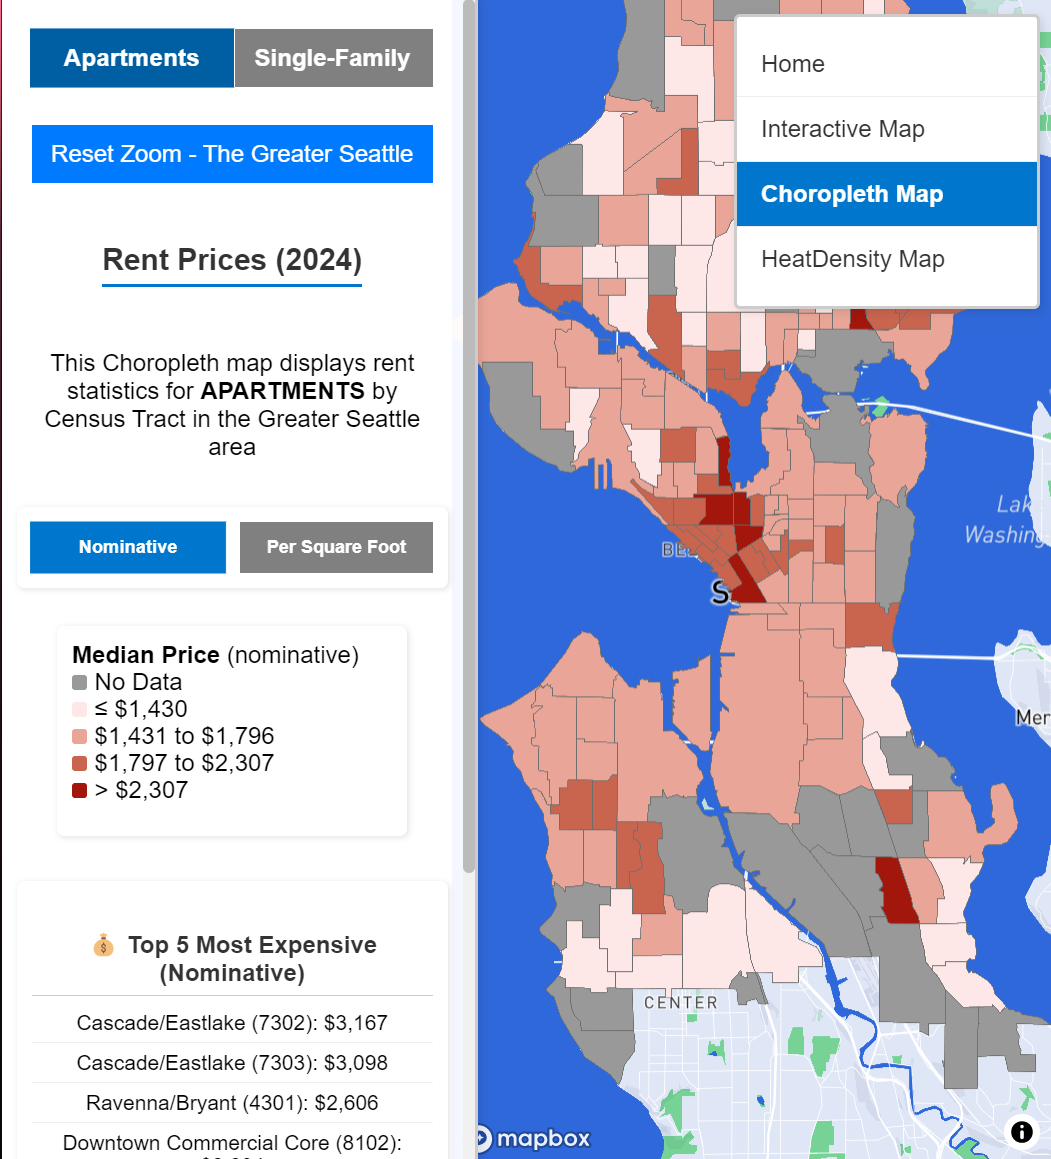 Apartments
Single-Family
Reset Zoom - The Greater Seattle
Rent Prices (2024)
This Choropleth map displays rent
statistics for APARTMENTS by
Census Tract in the Greater Seattle
area
Nominative
Per Square Foot
Median Price (nominative)
No Data
≤ $1,430
$1,431 to $1,796
$1,797 to $2,307
> $2,307
Top 5 Most Expensive
(Nominative)
Cascade/Eastlake (7302): $3,167
Cascade/Eastlake (7303): $3,098
Ravenna/Bryant (4301): $2,606
Downtown Commercial Core (8102):
Home
Interactive Map
Choropleth Map
HeatDensity Map
Lak
Washing
BE
S
Mer
CENTER
mapbox